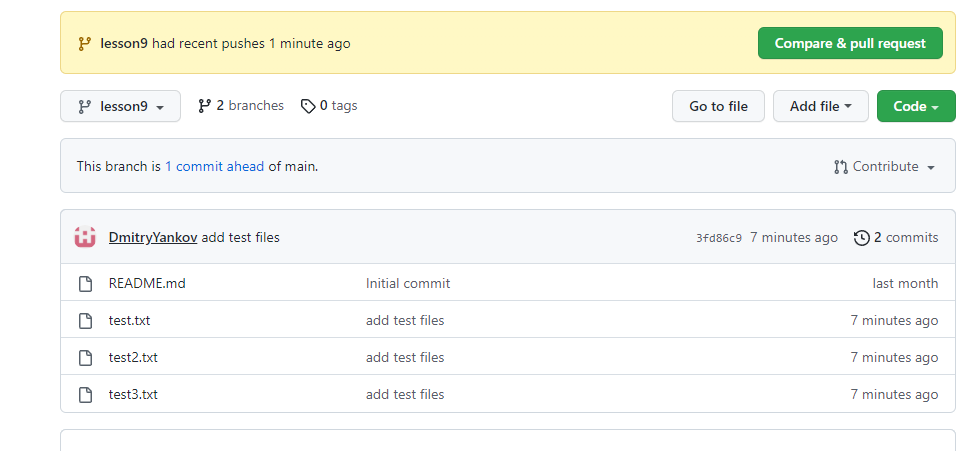 lesson9 had recent pushes 1 minute ago
Compare & pull request
lesson9
2 branches
0 tags
Go to file
Add file
Code
This branch is 1 commit ahead of main.
Contribute
DmitryYankov add test files
3fd86c9 7 minutes ago
2 commits
README.md
Initial commit
last month
test.txt
add test files
7 minutes ago
test2.txt
add test files
7 minutes ago
test3.txt
add test files
7 minutes ago